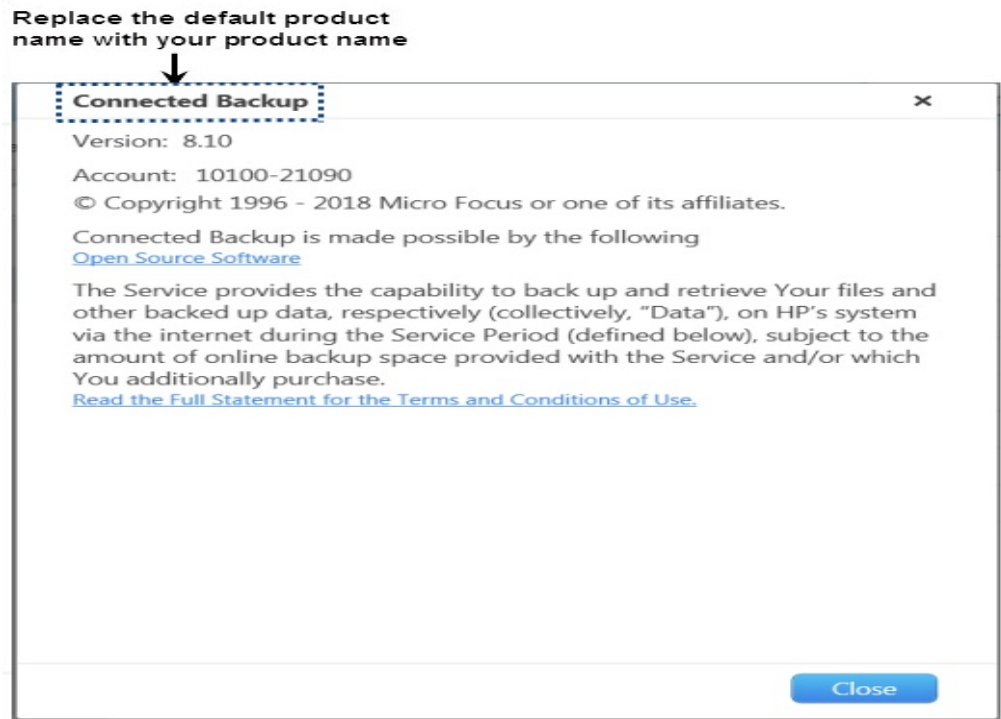 Replace the default product
name with your product name
Connected Backup
Version: 8.10
Account: 10100-21090
© Copyright 1996 - 2018 Micro Focus or one of its affiliates.
Connected Backup is made possible by the following
Open Source Software
The Service provides the capability to back up and retrieve Your files and
other backed up data, respectively (collectively, “Data”), on HP’s system
via the internet during the Service Period (defined below), subject to the
amount of online backup space provided with the Service and/or which
You additionally purchase.
Read the Full Statement for the Terms and Conditions of Use.
Close